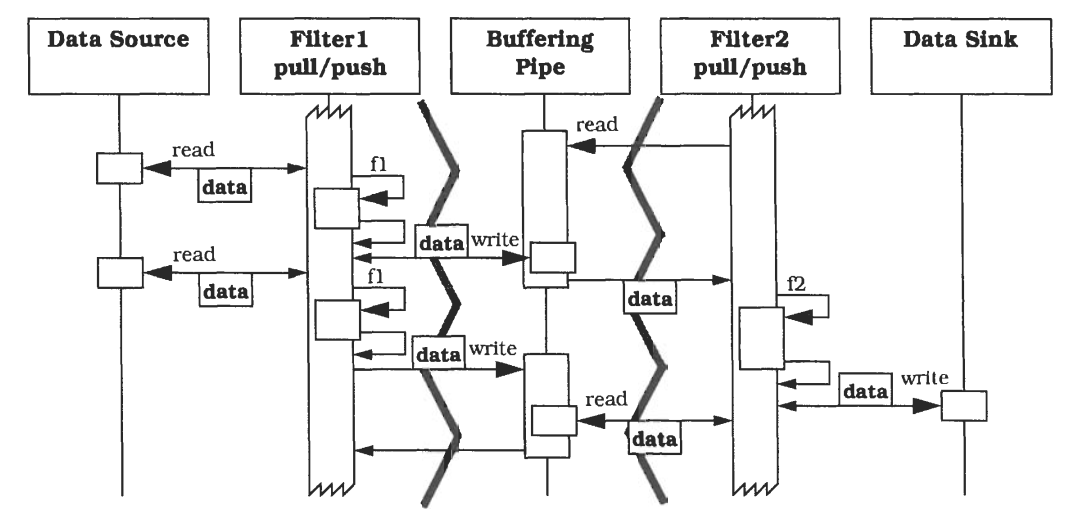 Data Source
Filter1
pull/push
Buffering
Pipe
Filter2
pull/push
Data Sink
read
read
data
f1
data
write
read
data
f1
data
f2
data
write
data
write
read
data